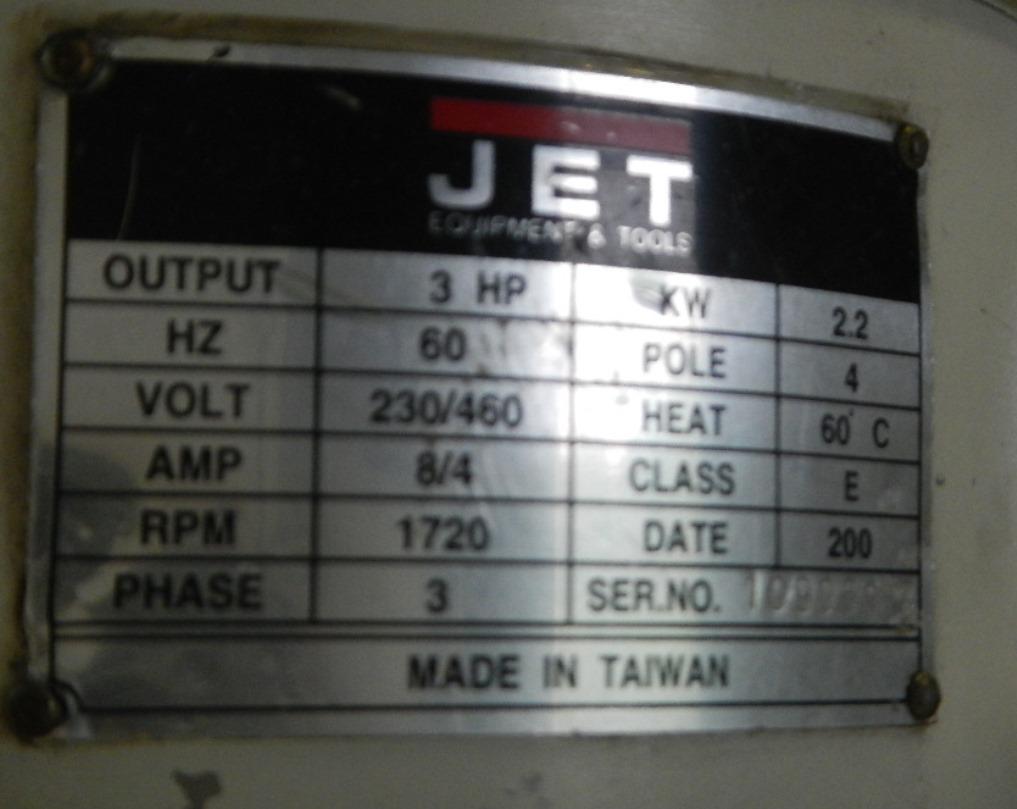 JET
EQUIPMENT & TOOLS
OUTPUT 3 HP KW 2.2
HZ 60 POLE 4
VOLT 230/460 HEAT 60° C
AMP 8/4 CLASS E
RPM 1720 DATE 200
PHASE 3 SER.NO.
MADE IN TAIWAN